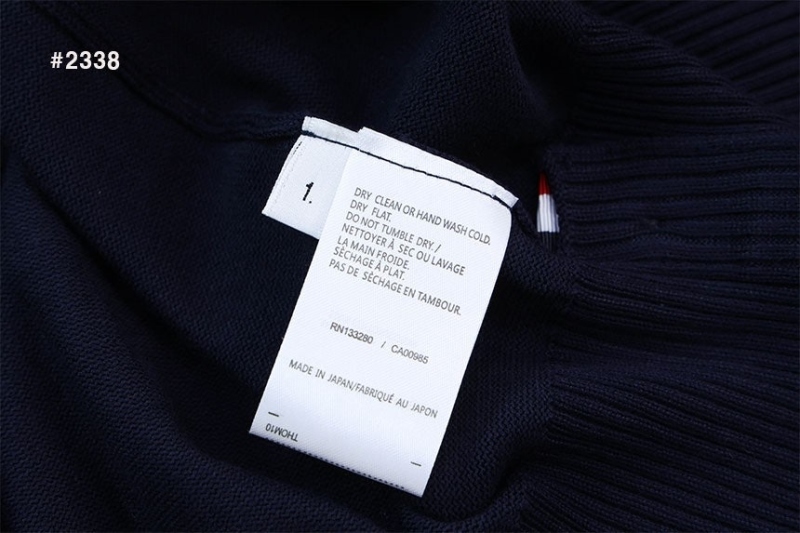 #2338
1.
DRY CLEAN OR HAND WASH COLD.
DRY FLAT.
DO NOT TUMBLE DRY./
NETTOYER À SEC OU LAVAGE
LA MAIN FROIDE.
SÉCHAGE À PLAT.
PAS DE SÉCHAGE EN TAMBOUR.
RN133280 / CA00985
MADE IN JAPAN/FABRIQUÉ AU JAPON
THOM10